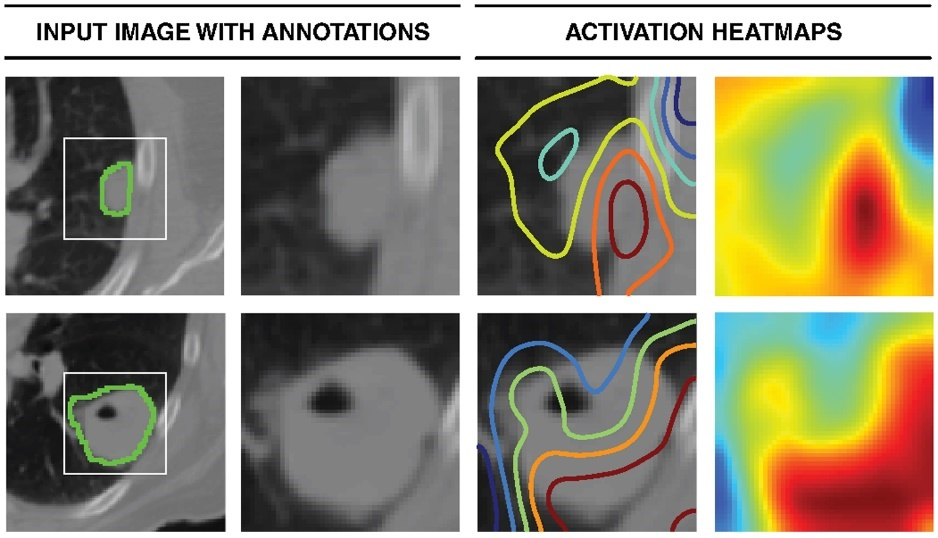 INPUT IMAGE WITH ANNOTATIONS
ACTIVATION HEATMAPS